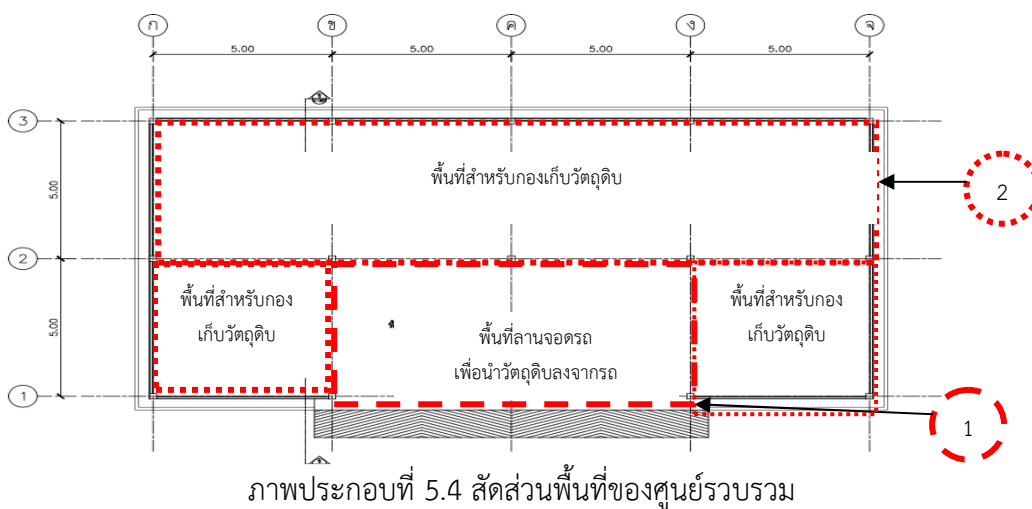 ก ข ค ง จ
5.00 5.00 5.00 5.00
3
พื้นที่สำหรับกองเก็บวัตถุดิบ
2
5.00
2
พื้นที่สำหรับกอง
เก็บวัตถุดิบ
พื้นที่ลานจอดรถ
เพื่อนำวัตถุดิบลงจากรถ
พื้นที่สำหรับกอง
เก็บวัตถุดิบ
5.00
1
1
ภาพประกอบที่ 5.4 สัดส่วนพื้นที่ของศูนย์รวบรวม